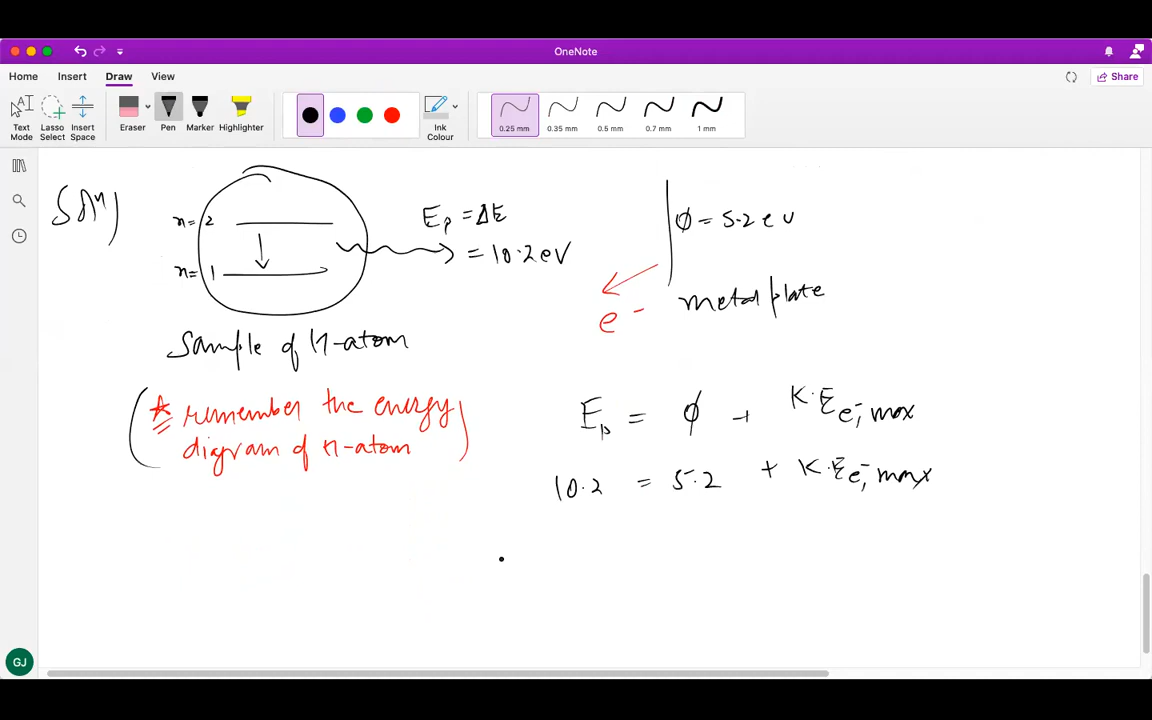 OneNote
Home Insert Draw View
Share
Text Mode
Lasso Select
Insert Space
Eraser
Pen
Marker
Highlighter
Ink Colour
0.25 mm
0.35 mm
0.5 mm
0.7 mm
1 mm
Solⁿ)
n=2
n=1
Ep = ΔE
= 10.2 eV
Sample of H-atom
(* remember the energy
diagram of H-atom)
ϕ = 5.2 eV
e-
metal plate
Ep = ϕ + K.E e-, max
10.2 = 5.2 + K.E e-, max
GJ